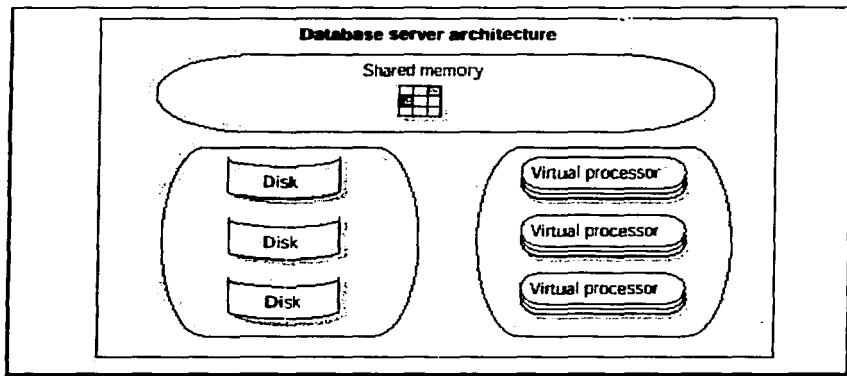 Database server architecture
Shared memory
Disk
Disk
Disk
Virtual processor
Virtual processor
Virtual processor